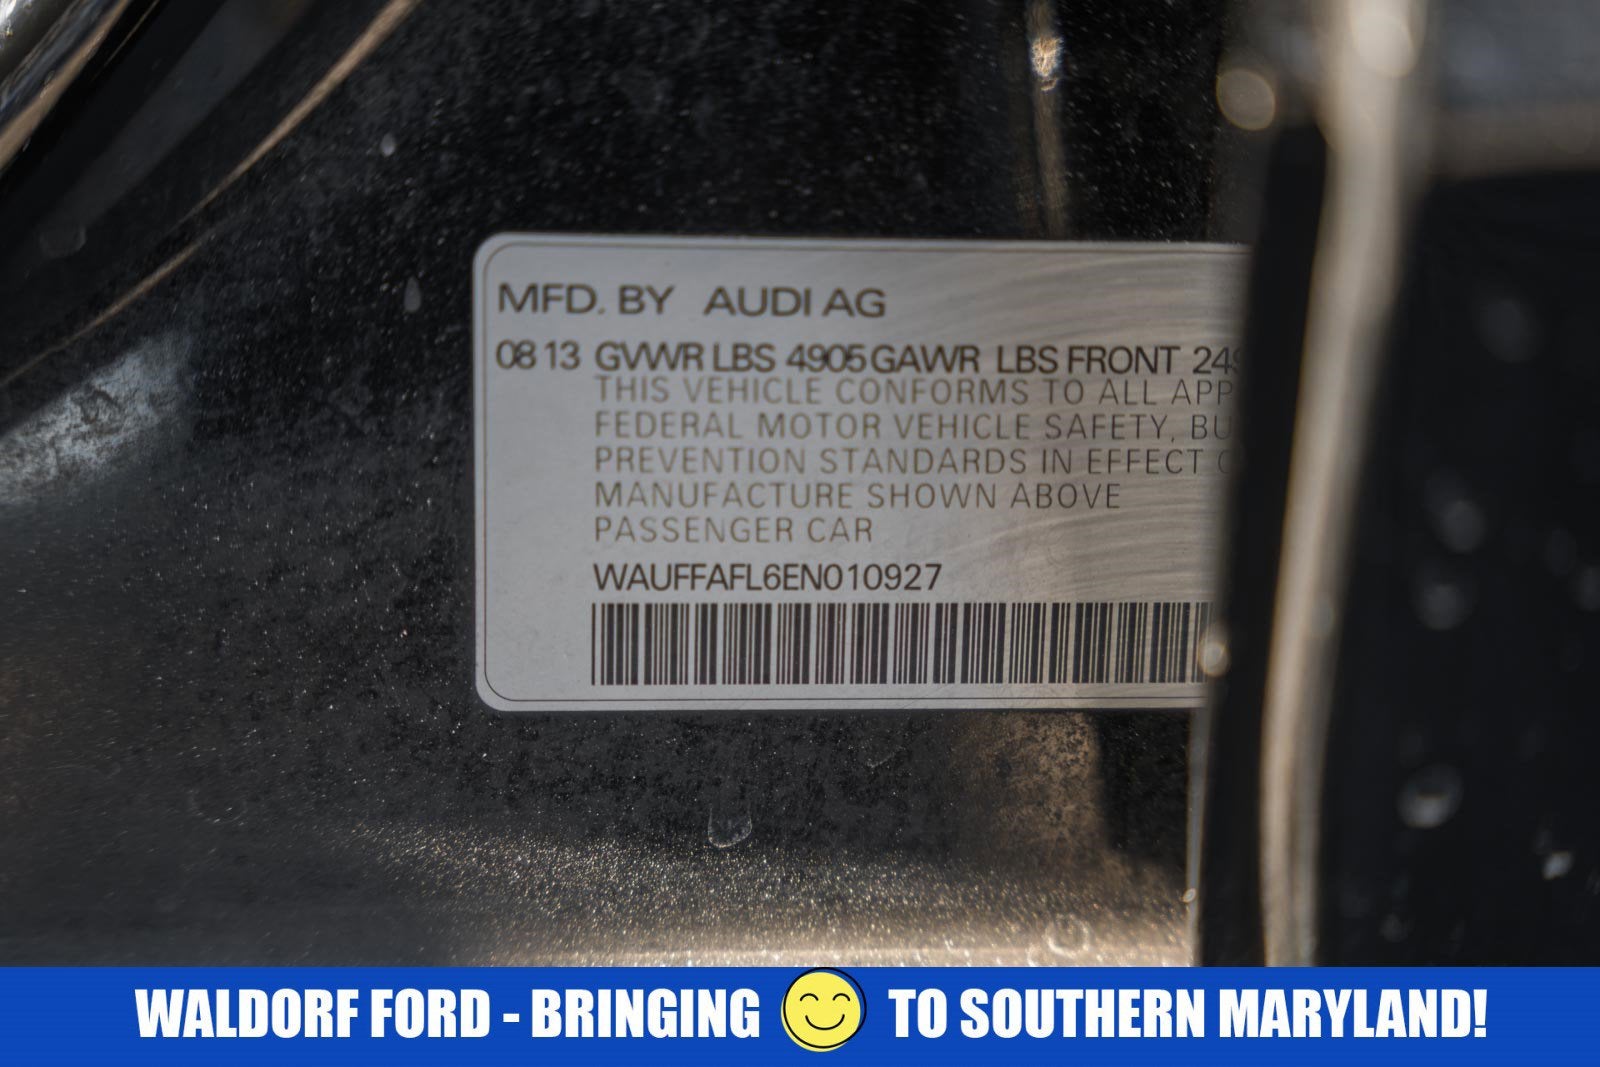 MFD. BY AUDI AG
08 13 GVWR LBS 4905 GAWR LBS FRONT
THIS VEHICLE CONFORMS TO ALL
FEDERAL MOTOR VEHICLE SAFETY,
PREVENTION STANDARDS IN EFFECT
MANUFACTURE SHOWN ABOVE
PASSENGER CAR
WAUFFAFL6EN010927
WALDORF FORD - BRINGING TO SOUTHERN MARYLAND!